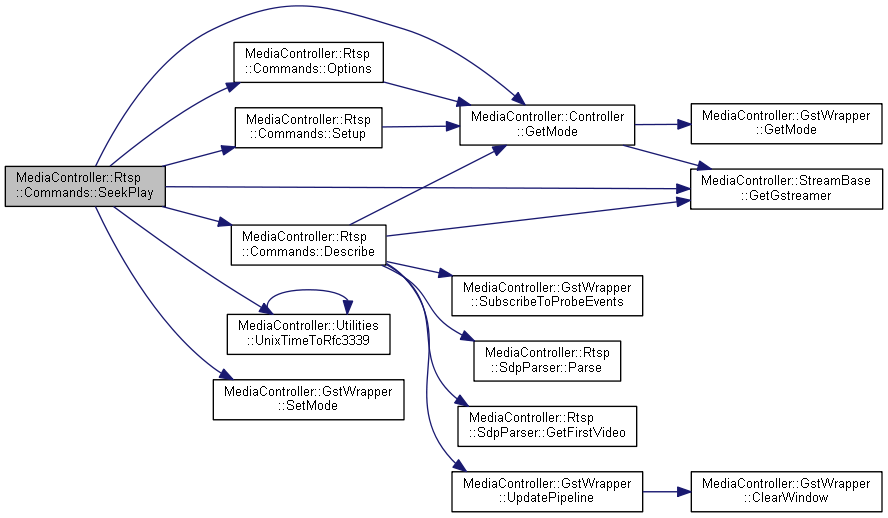 MediaController::Rtsp
::Commands::SeekPlay
MediaController::Rtsp
::Commands::Options
MediaController::Rtsp
::Commands::Setup
MediaController::Rtsp
::Commands::Describe
MediaController::Utilities
::UnixTimeToRfc3339
MediaController::GstWrapper
::SetMode
MediaController::Controller
::GetMode
MediaController::GstWrapper
::SubscribeToProbeEvents
MediaController::Rtsp
::SdpParser::Parse
MediaController::Rtsp
::SdpParser::GetFirstVideo
MediaController::GstWrapper
::UpdatePipeline
MediaController::GstWrapper
::GetMode
MediaController::StreamBase
::GetGstreamer
MediaController::GstWrapper
::ClearWindow